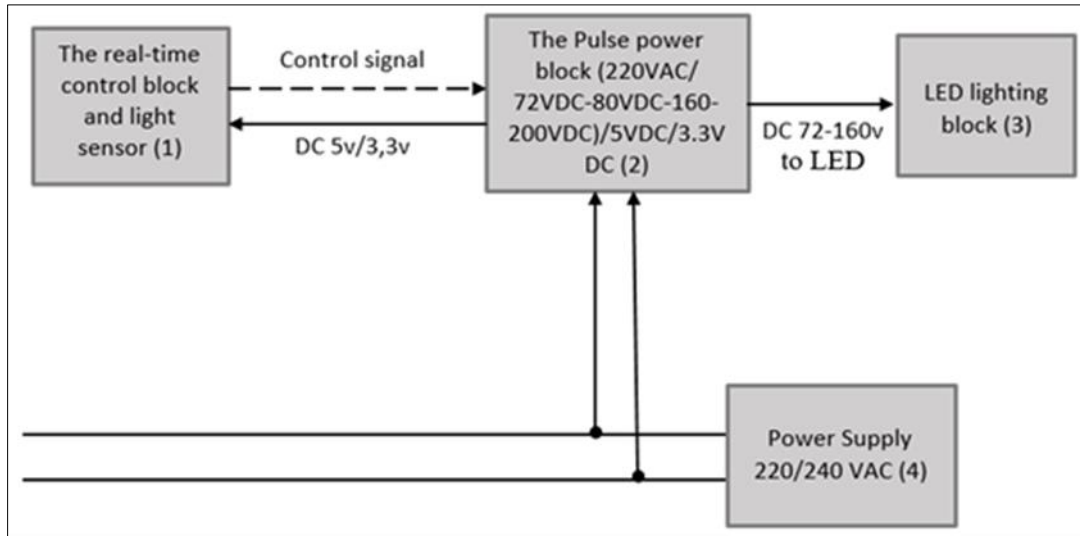 The real-time
control block
and light
sensor (1)
Control signal
DC 5v/3,3v
The Pulse power
block (220VAC/
72VDC-80VDC-160-
200VDC)/5VDC/3.3V
DC (2)
DC 72-160v
to LED
LED lighting
block (3)
Power Supply
220/240 VAC (4)